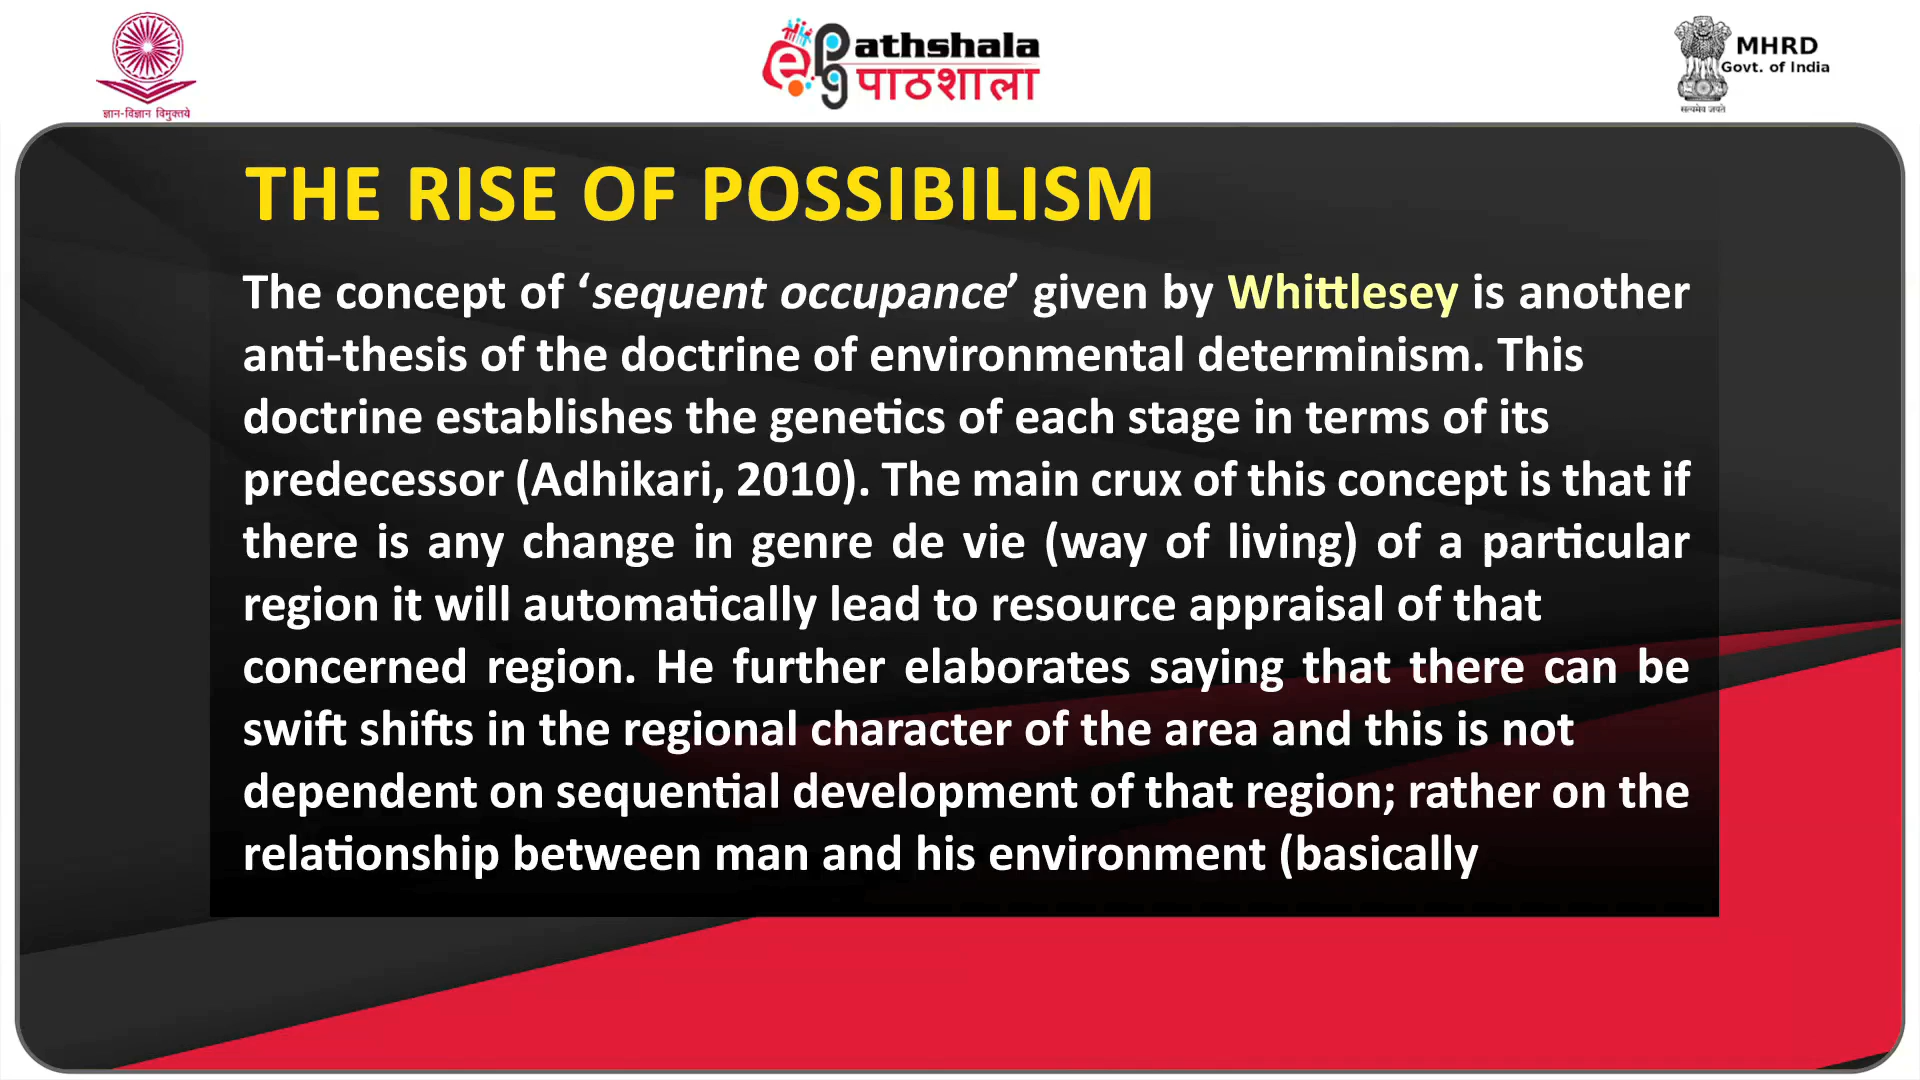 ज्ञान-विज्ञान विमुक्तये
ePathshala
पाठशाला
MHRD
Govt. of India
सत्यमेव जयते
THE RISE OF POSSIBILISM
The concept of ‘sequent occupance’ given by Whittlesey is another
anti-thesis of the doctrine of environmental determinism. This
doctrine establishes the genetics of each stage in terms of its
predecessor (Adhikari, 2010). The main crux of this concept is that if
there is any change in genre de vie (way of living) of a particular
region it will automatically lead to resource appraisal of that
concerned region. He further elaborates saying that there can be
swift shifts in the regional character of the area and this is not
dependent on sequential development of that region; rather on the
relationship between man and his environment (basically